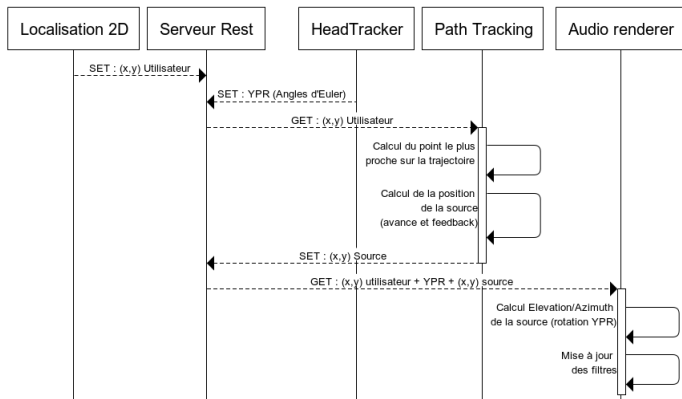 Localisation 2D
Serveur Rest
HeadTracker
Path Tracking
Audio renderer
SET : (x,y) Utilisateur
SET : YPR (Angles d'Euler)
GET : (x,y) Utilisateur
Calcul du point le plus
proche sur la trajectoire
Calcul de la position
de la source
(avance et feedback)
SET : (x,y) Source
GET : (x,y) utilisateur + YPR + (x,y) source
Calcul Elevation/Azimuth
de la source (rotation YPR)
Mise à jour
des filtres